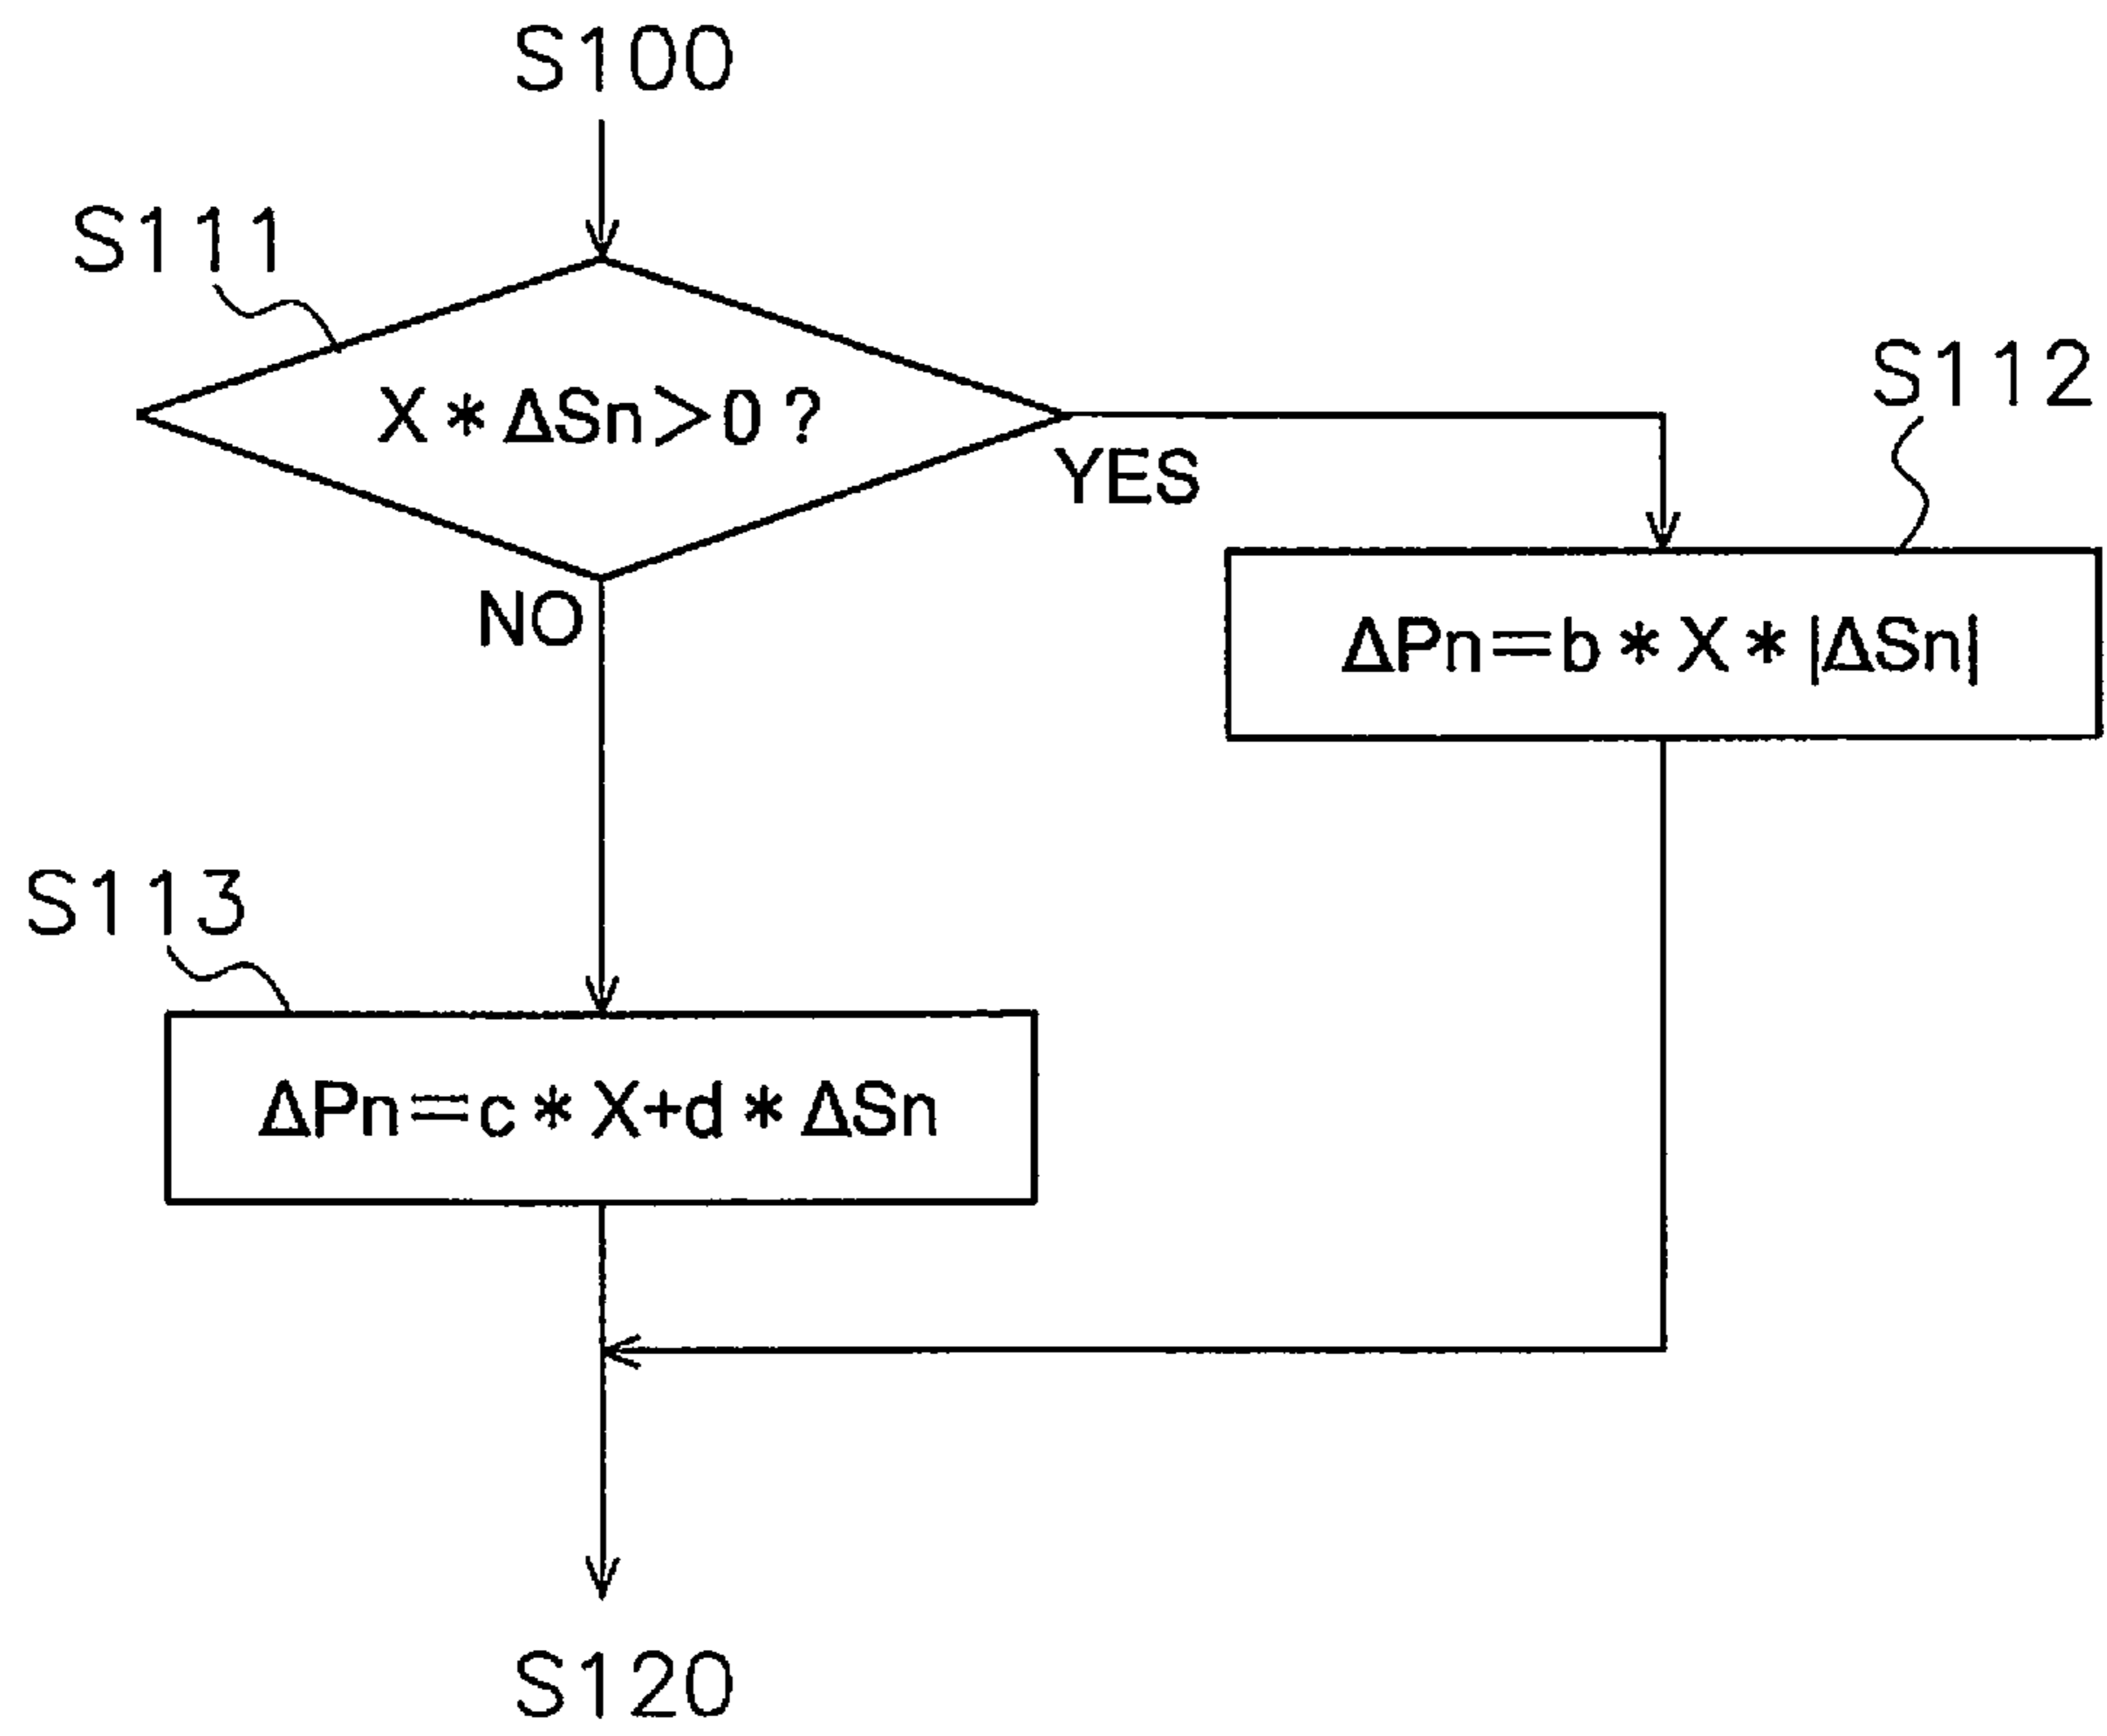 S100
S111
X*ΔSn>0?
S112
YES
NO
ΔPn=b*X*|ΔSn|
S113
ΔPn=c*X+d*ΔSn
S120